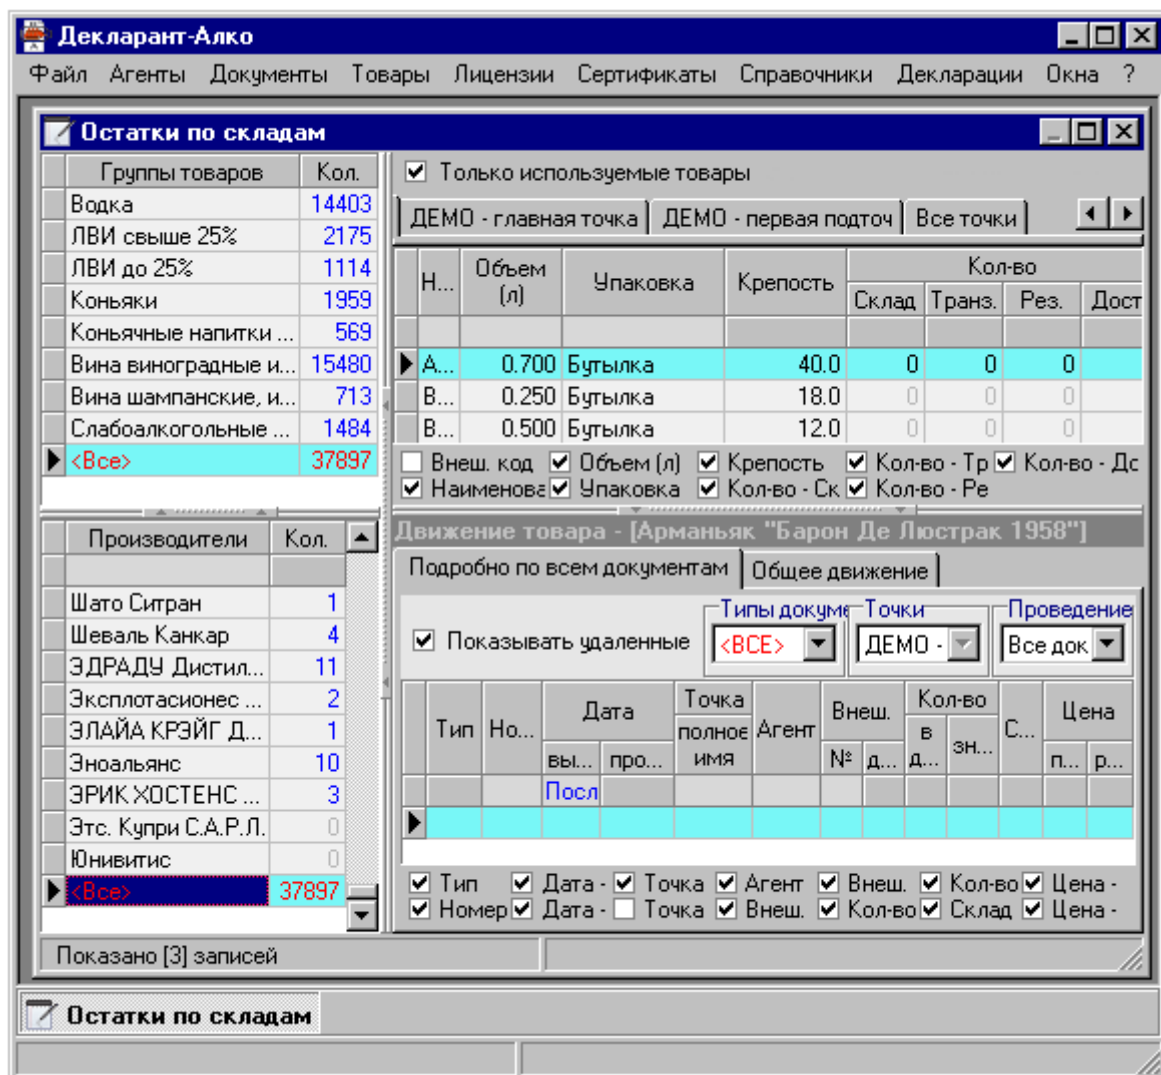 Декларант-Алко
Файл Агенты Документы Товары Лицензии Сертификаты Справочники Декларации Окна ?
Остатки по складам
Группы товаров Кол.
Водка 14403
ЛВИ свыше 25% 2175
ЛВИ до 25% 1114
Коньяки 1959
Коньячные напитки ... 569
Вина виноградные и... 15480
Вина шампанские, и... 713
Слабоалкогольные ... 1484
<Все> 37897
Производители Кол.
Шато Ситран 1
Шеваль Канкар 4
ЭДРАДУ Дистил... 11
Эксплотасионес ... 2
ЭЛАЙА КРЭЙГ Д... 1
Эноальянс 10
ЭРИК ХОСТЕНС ... 3
Этс. Купри С.А.Р.Л. 0
Юнивитис 0
<Все> 37897
Только используемые товары
ДЕМО - главная точка ДЕМО - первая подточ Все точки
Н... Объем (л) Упаковка Крепость Кол-во
Склад Транз. Рез. Дост
А... 0.700 Бутылка 40.0 0 0 0
В... 0.250 Бутылка 18.0 0 0 0
В... 0.500 Бутылка 12.0 0 0 0
Внеш. код Объем (л) Крепость Кол-во - Тр Кол-во - Дс
Наименова Упаковка Кол-во - Ск Кол-во - Ре
Движение товара - [Арманьяк "Барон Де Люстрак 1958"]
Подробно по всем документам Общее движение
Типы докуме Точки Проведение
Показывать удаленные <ВСЕ> ДЕМО - Все док
Тип Но... Дата Точка Агент Внеш. Кол-во С... Цена
вы... про... полное имя № д... в д... зн... п... р...
Посл
Тип Дата - Точка Агент Внеш. Кол-во Цена -
Номер Дата - Точка Внеш. Кол-во Склад Цена -
Показано [3] записей
Остатки по складам